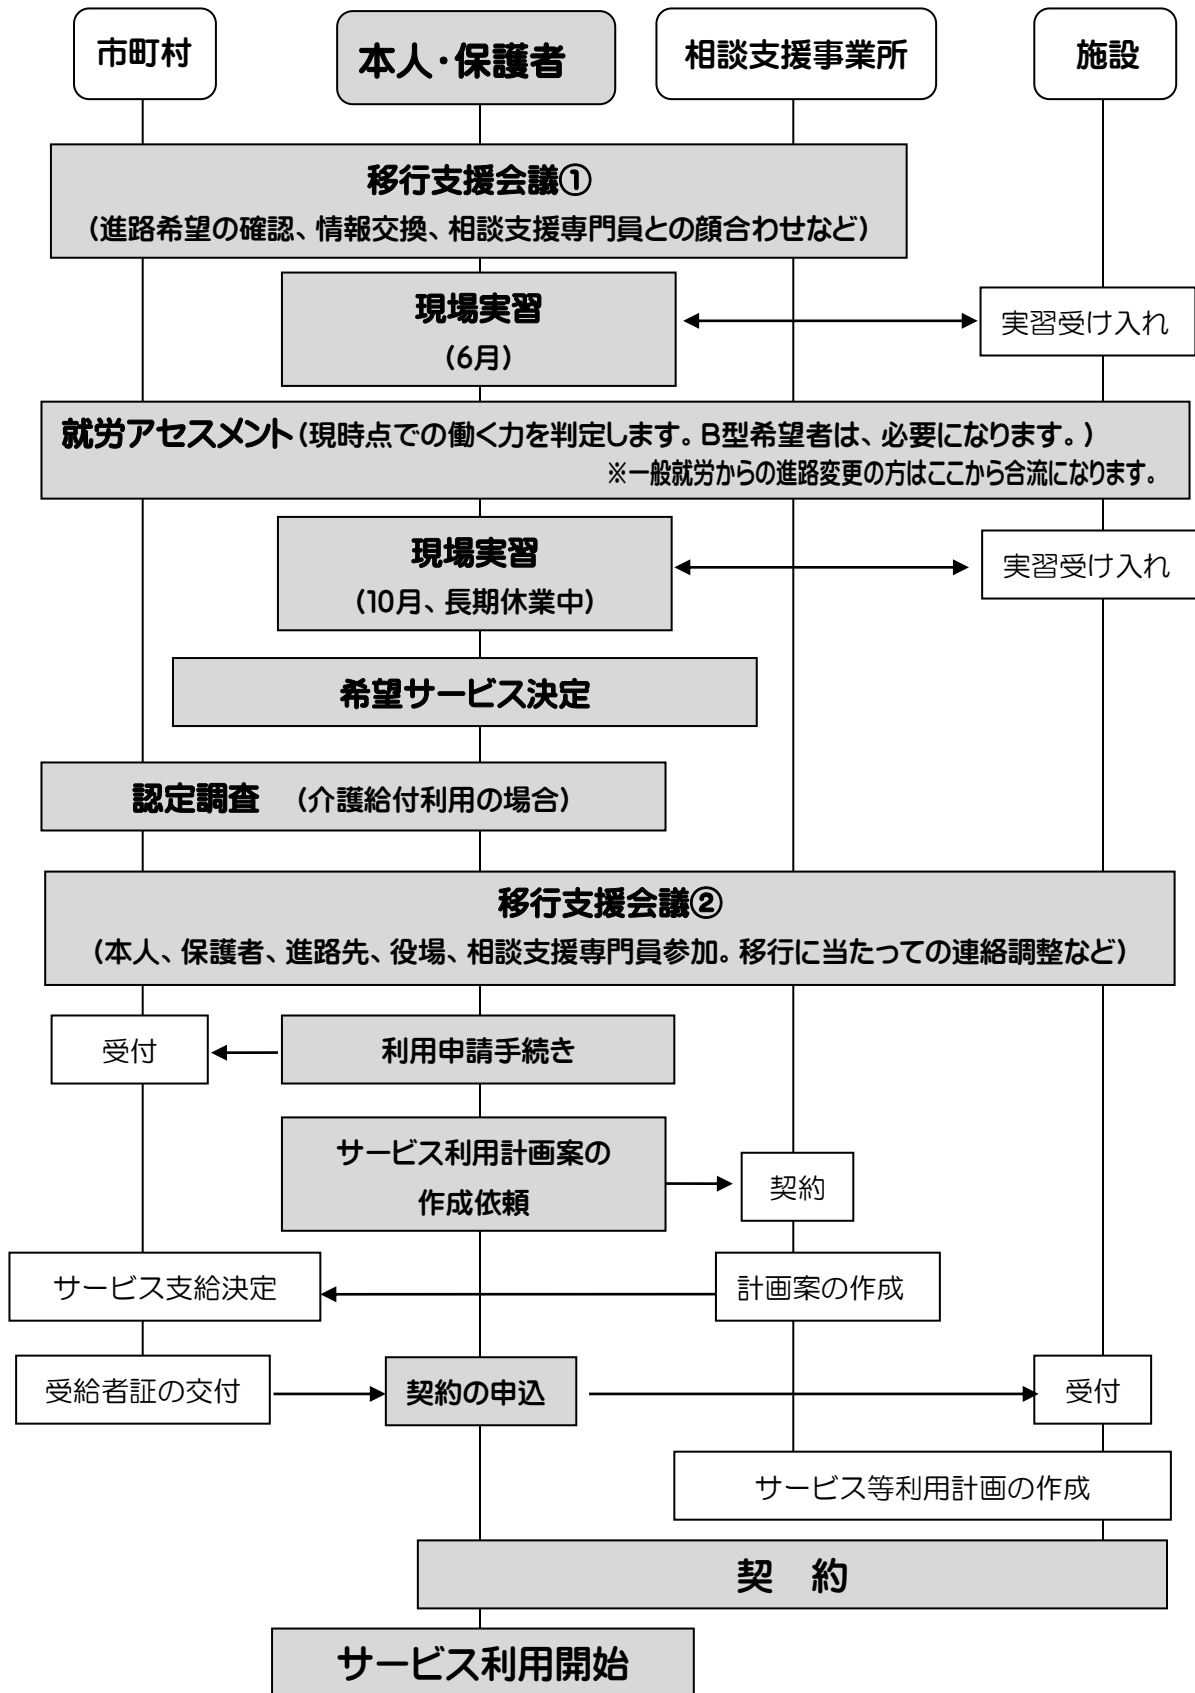 市町村
本人・保護者
相談支援事業所
施設
移行支援会議①
（進路希望の確認、情報交換、相談支援専門員との顔合わせなど）
現場実習
（6月）
実習受け入れ
就労アセスメント（現時点での働く力を判定します。B型希望者は、必要になります。）
※一般就労からの進路変更の方はここから合流になります。
現場実習
（10月、長期休業中）
実習受け入れ
希望サービス決定
認定調査　（介護給付利用の場合）
移行支援会議②
（本人、保護者、進路先、役場、相談支援専門員参加。移行に当たっての連絡調整など）
受付
利用申請手続き
サービス利用計画案の
作成依頼
契約
サービス支給決定
計画案の作成
受給者証の交付
契約の申込
受付
サービス等利用計画の作成
契　約
サービス利用開始